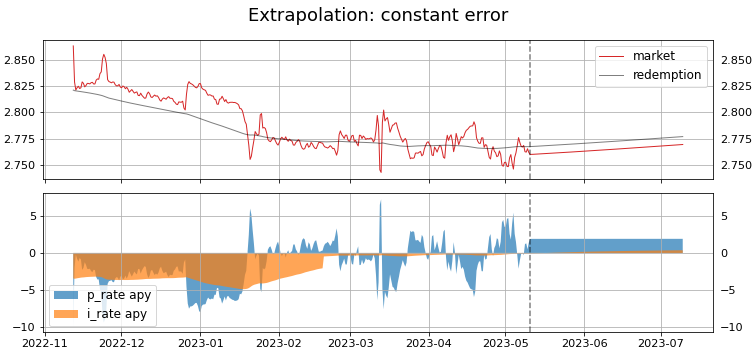 Extrapolation: constant error
2.850 2.850
2.825 2.825
2.800 2.800
2.775 2.775
2.750 2.750
market
redemption
5 5
0 0
−5 −5
−10 −10
p_rate apy
i_rate apy
2022-11 2022-12 2023-01 2023-02 2023-03 2023-04 2023-05 2023-06 2023-07